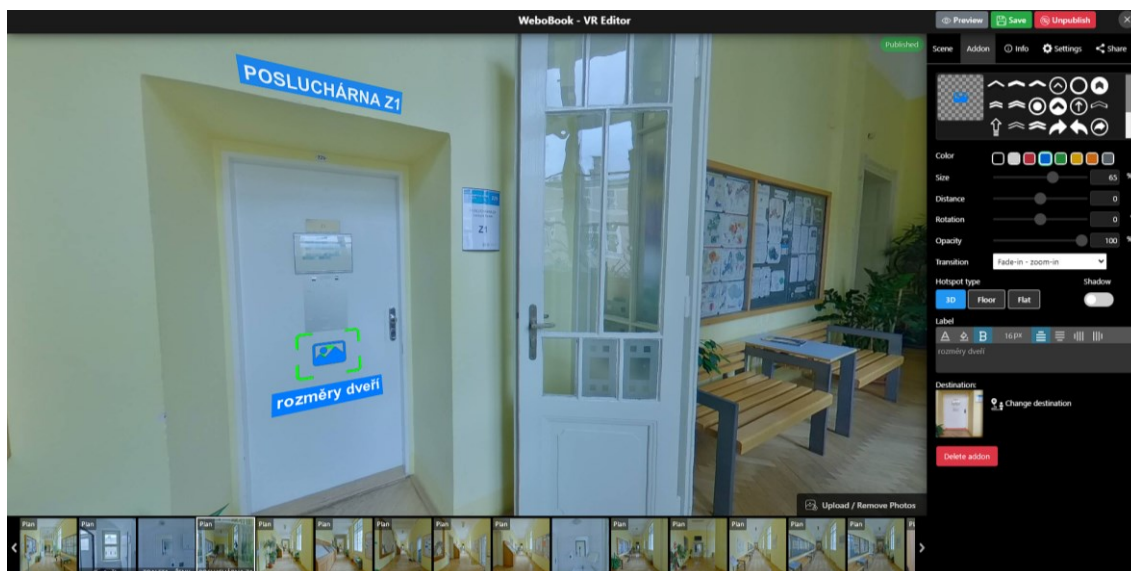 WeboBook - VR Editor
Preview
Save
Unpublish
Published
Scene
Addon
Info
Settings
Share
POSLUCHÁRNA Z1
Z1
rozměry dveří
Color
Size
65
%
Distance
0
Rotation
0
°
Opacity
100
%
Transition
Fade-in - zoom-in
Hotspot type
Shadow
3D
Floor
Flat
Label
A
B
16 PX
rozměry dveří
Destination:
Change destination
Delete addon
Upload / Remove Photos
Plan
Plan
Plan
Plan
Plan
Plan
Plan
Plan
Plan
Plan
Plan
Plan
Plan
Plan